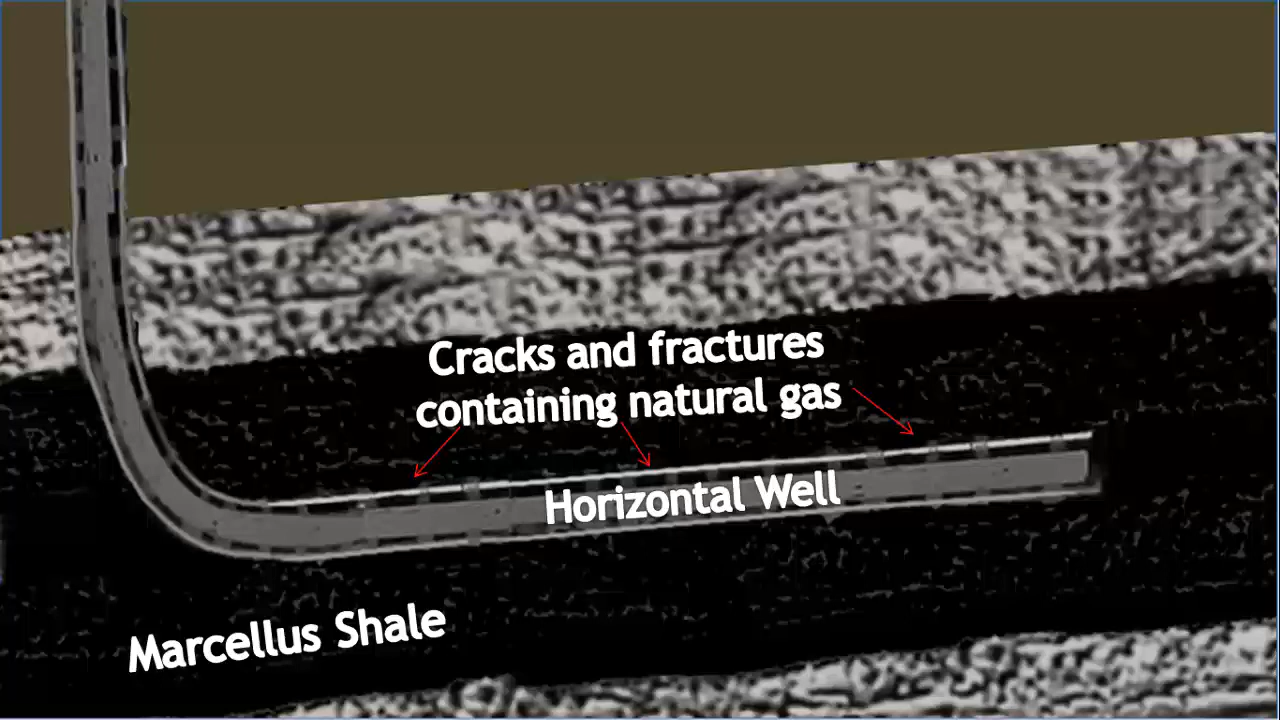 Cracks and fractures
containing natural gas
Horizontal Well
Marcellus Shale